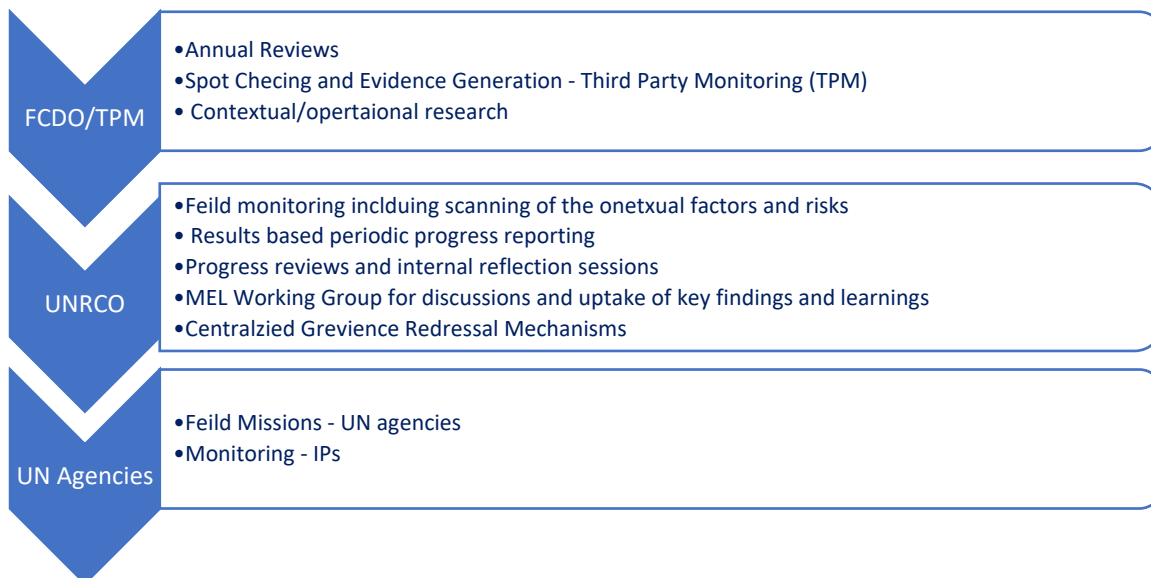 FCDO/TPM
•Annual Reviews
•Spot Checing and Evidence Generation - Third Party Monitoring (TPM)
• Contextual/opertaional research
UNRCO
•Feild monitoring inclduing scanning of the onetxual factors and risks
• Results based periodic progress reporting
•Progress reviews and internal reflection sessions
•MEL Working Group for discussions and uptake of key findings and learnings
•Centralzied Grevience Redressal Mechanisms
UN Agencies
•Feild Missions - UN agencies
•Monitoring - IPs